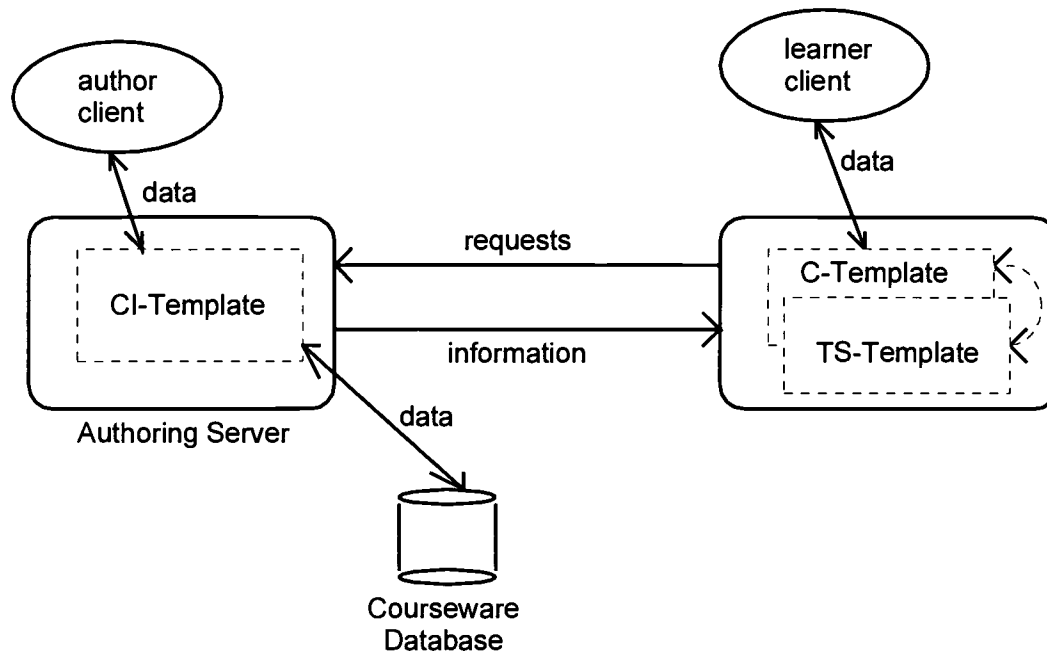 author
client
learner
client
data
data
requests
CI-Template
C-Template
TS-Template
information
data
Authoring Server
Courseware
Database